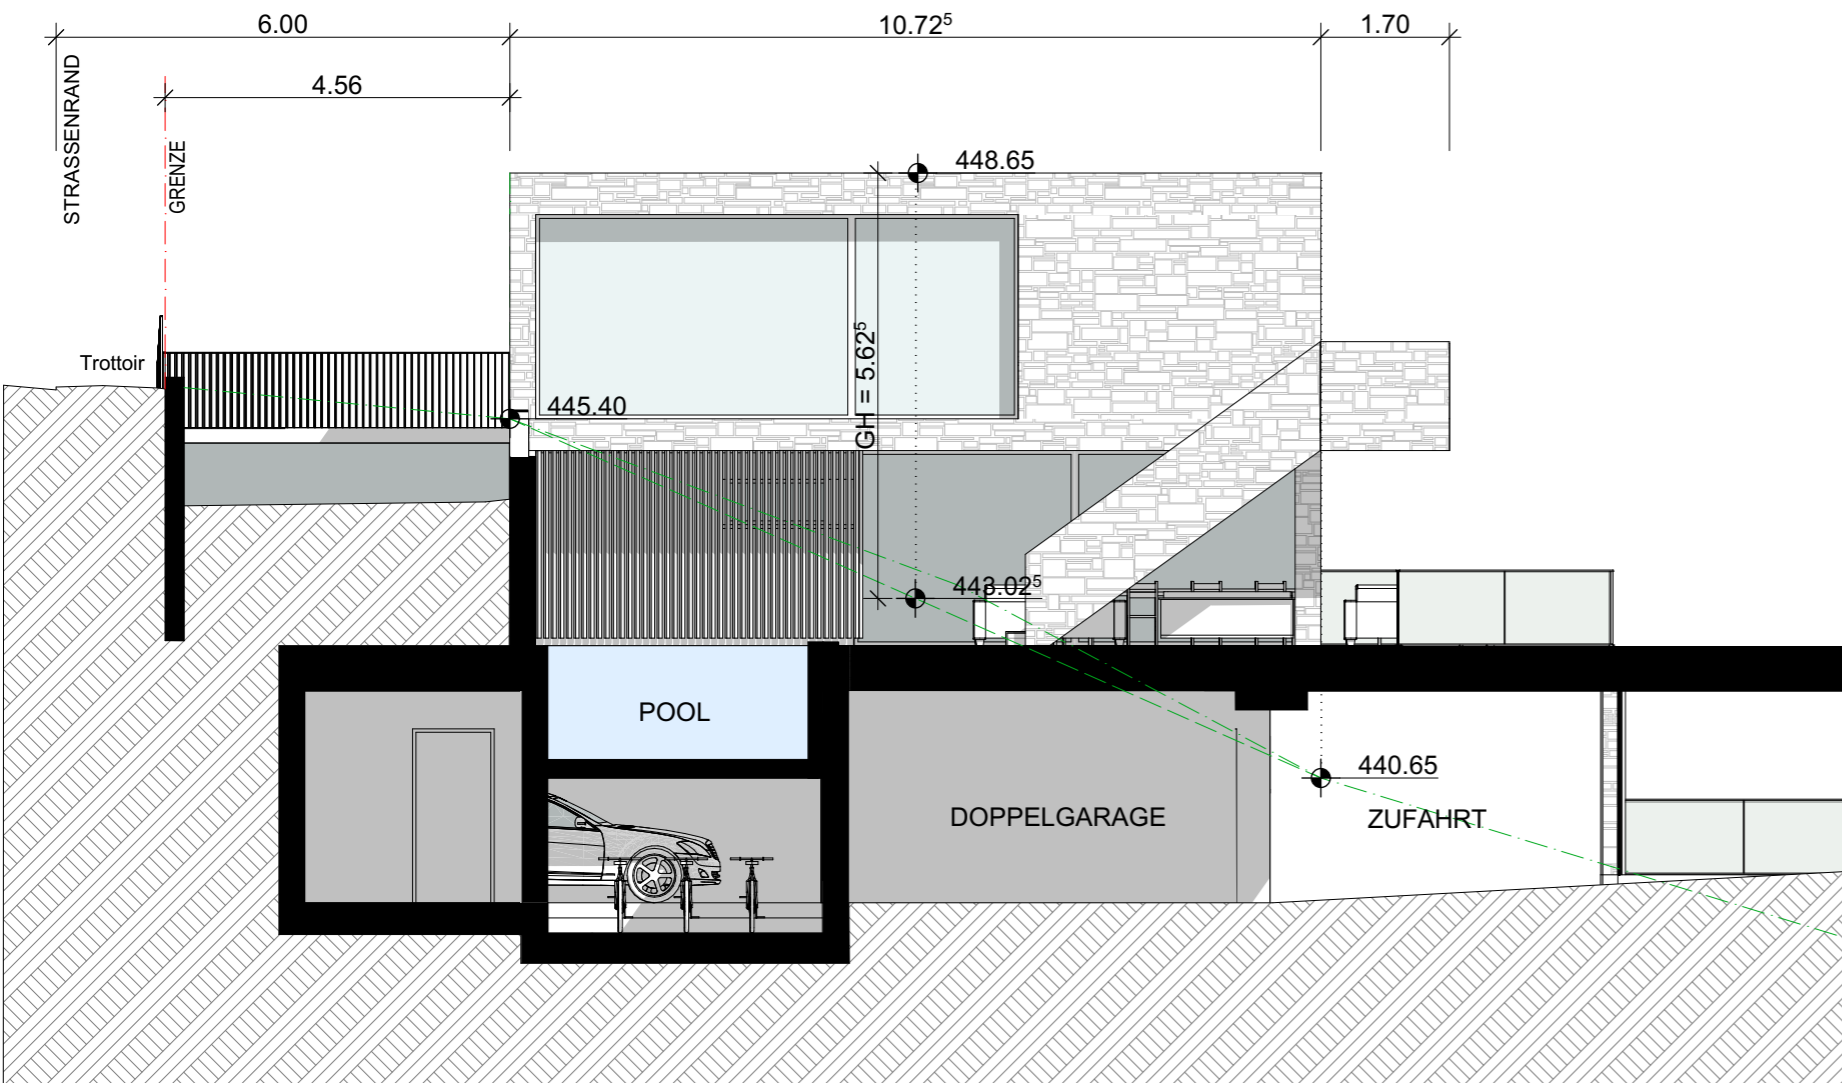 6.00
10.72⁵
1.70
4.56
STRASSENRAND
GRENZE
448.65
Trottoir
GH = 5.62⁵
445.40
443.02⁵
POOL
440.65
DOPPELGARAGE
ZUFAHRT